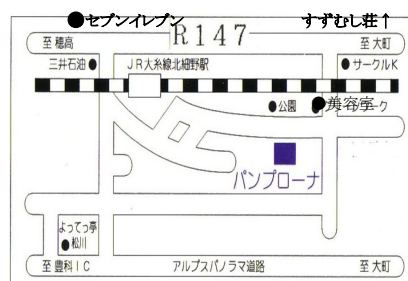 ●セブンイレブン
すずむし荘↑
R147
至 穂高
至 大町
三井石油●
JR大糸線北細野駅
●サークルK
●公園
●美容室
ーク
パンプローナ
よってっ亭
●松川
至 豊科IC
アルプスパノラマ道路
至 大町